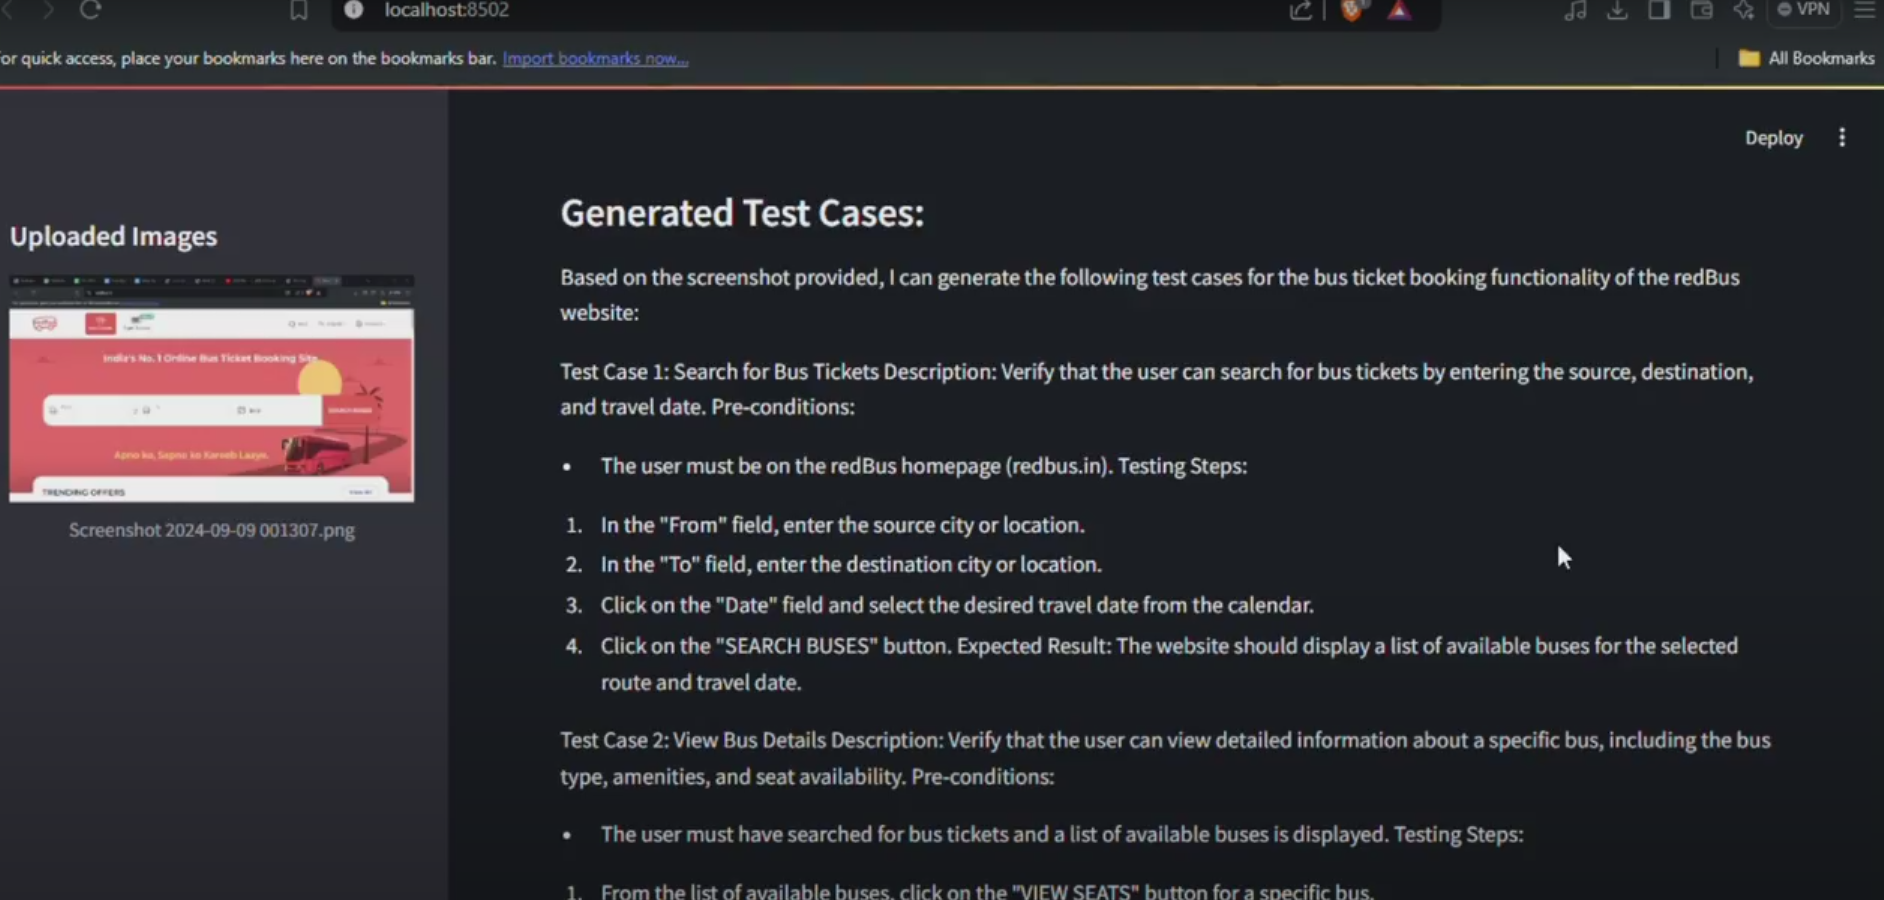 localhost:8502
VPN
or quick access, place your bookmarks here on the bookmarks bar. Import bookmarks now...
All Bookmarks
Deploy
Uploaded Images
India's No. 1 Online Bus Ticket Booking Site
SEARCH BUSES
Apno ko, Sapno ko Kareeb Laaye.
TRENDING OFFERS
Screenshot 2024-09-09 001307.png
Generated Test Cases:
Based on the screenshot provided, I can generate the following test cases for the bus ticket booking functionality of the redBus
website:
Test Case 1: Search for Bus Tickets Description: Verify that the user can search for bus tickets by entering the source, destination,
and travel date. Pre-conditions:
• The user must be on the redBus homepage (redbus.in). Testing Steps:
1. In the "From" field, enter the source city or location.
2. In the "To" field, enter the destination city or location.
3. Click on the "Date" field and select the desired travel date from the calendar.
4. Click on the "SEARCH BUSES" button. Expected Result: The website should display a list of available buses for the selected
route and travel date.
Test Case 2: View Bus Details Description: Verify that the user can view detailed information about a specific bus, including the bus
type, amenities, and seat availability. Pre-conditions:
• The user must have searched for bus tickets and a list of available buses is displayed. Testing Steps:
1. From the list of available buses, click on the "VIEW SEATS" button for a specific bus.